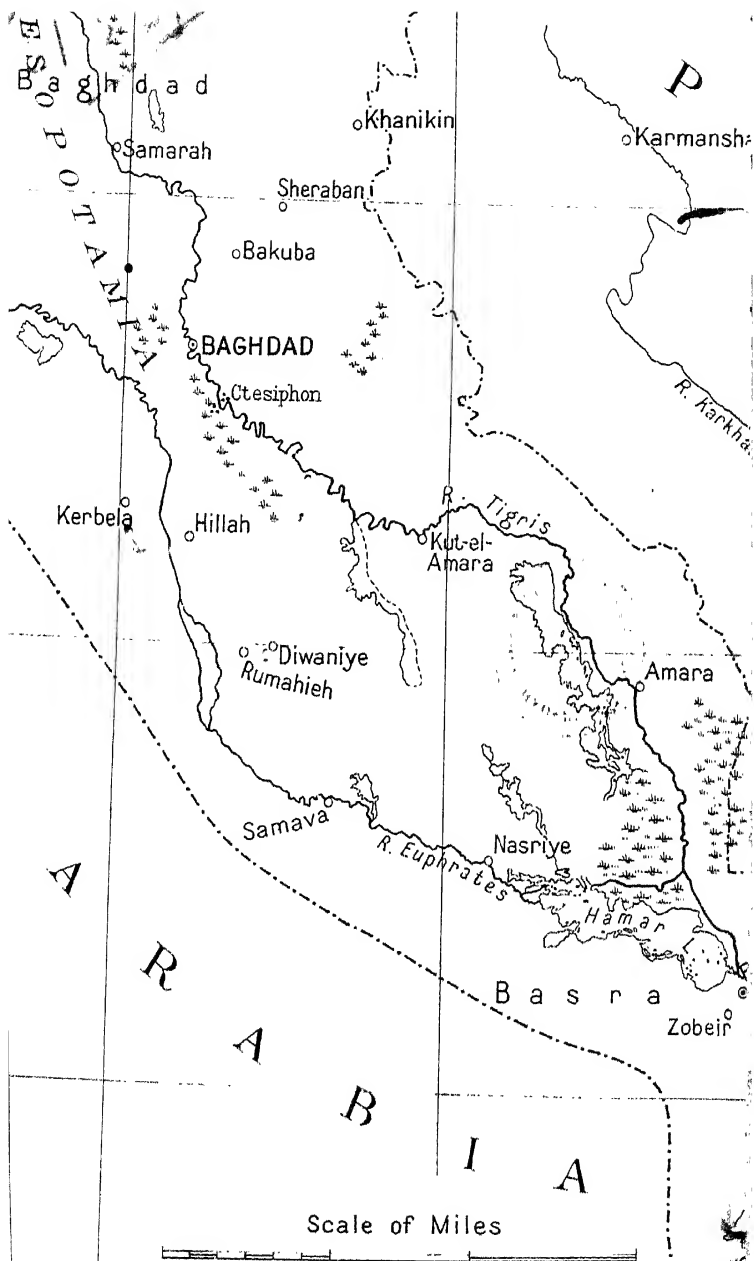 ESOPOTAMIA
P
Baghdad
Khanikin
Samarah
Karmansha
Sheraban
Bakuba
BAGHDAD
Ctesiphon
R. Karkha
Kerbela
Hillah
R. Tigris
Kut-el-
Amara
Diwaniye
Rumahieh
Amara
Samava
R. Euphrates
Nasriye
Hamar
Basra
Zobeir
ARABIA
Scale of Miles